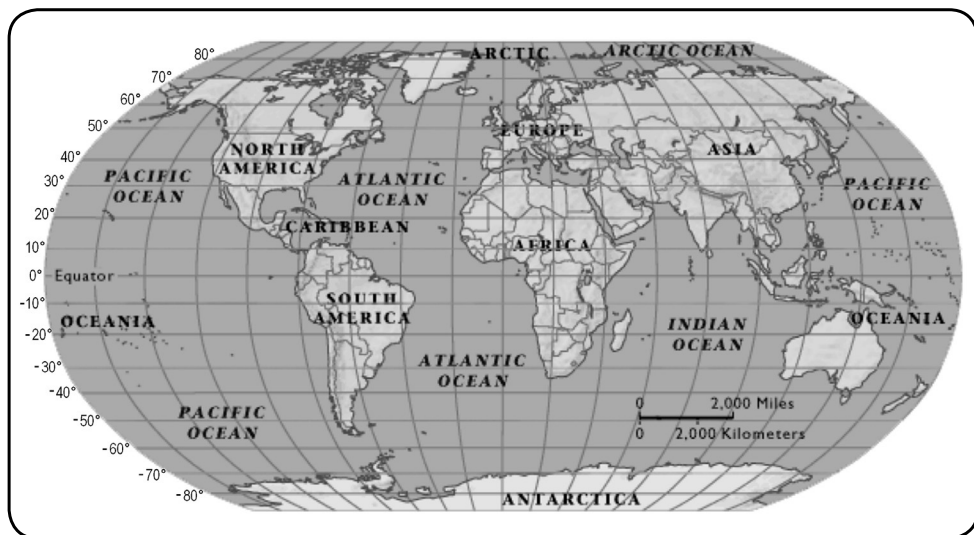 ARCTIC
ARCTIC OCEAN
80°
70°
60°
50°
40°
30°
20°
10°
0°
-10°
-20°
-30°
-40°
-50°
-60°
-70°
-80°
EUROPE
NORTH
AMERICA
ASIA
PACIFIC
OCEAN
ATLANTIC
OCEAN
PACIFIC
OCEAN
CARIBBEAN
AFRICA
Equator
SOUTH
AMERICA
OCEANIA
INDIAN
OCEAN
OCEANIA
ATLANTIC
OCEAN
PACIFIC
OCEAN
0 2,000 Miles
0 2,000 Kilometers
ANTARCTICA